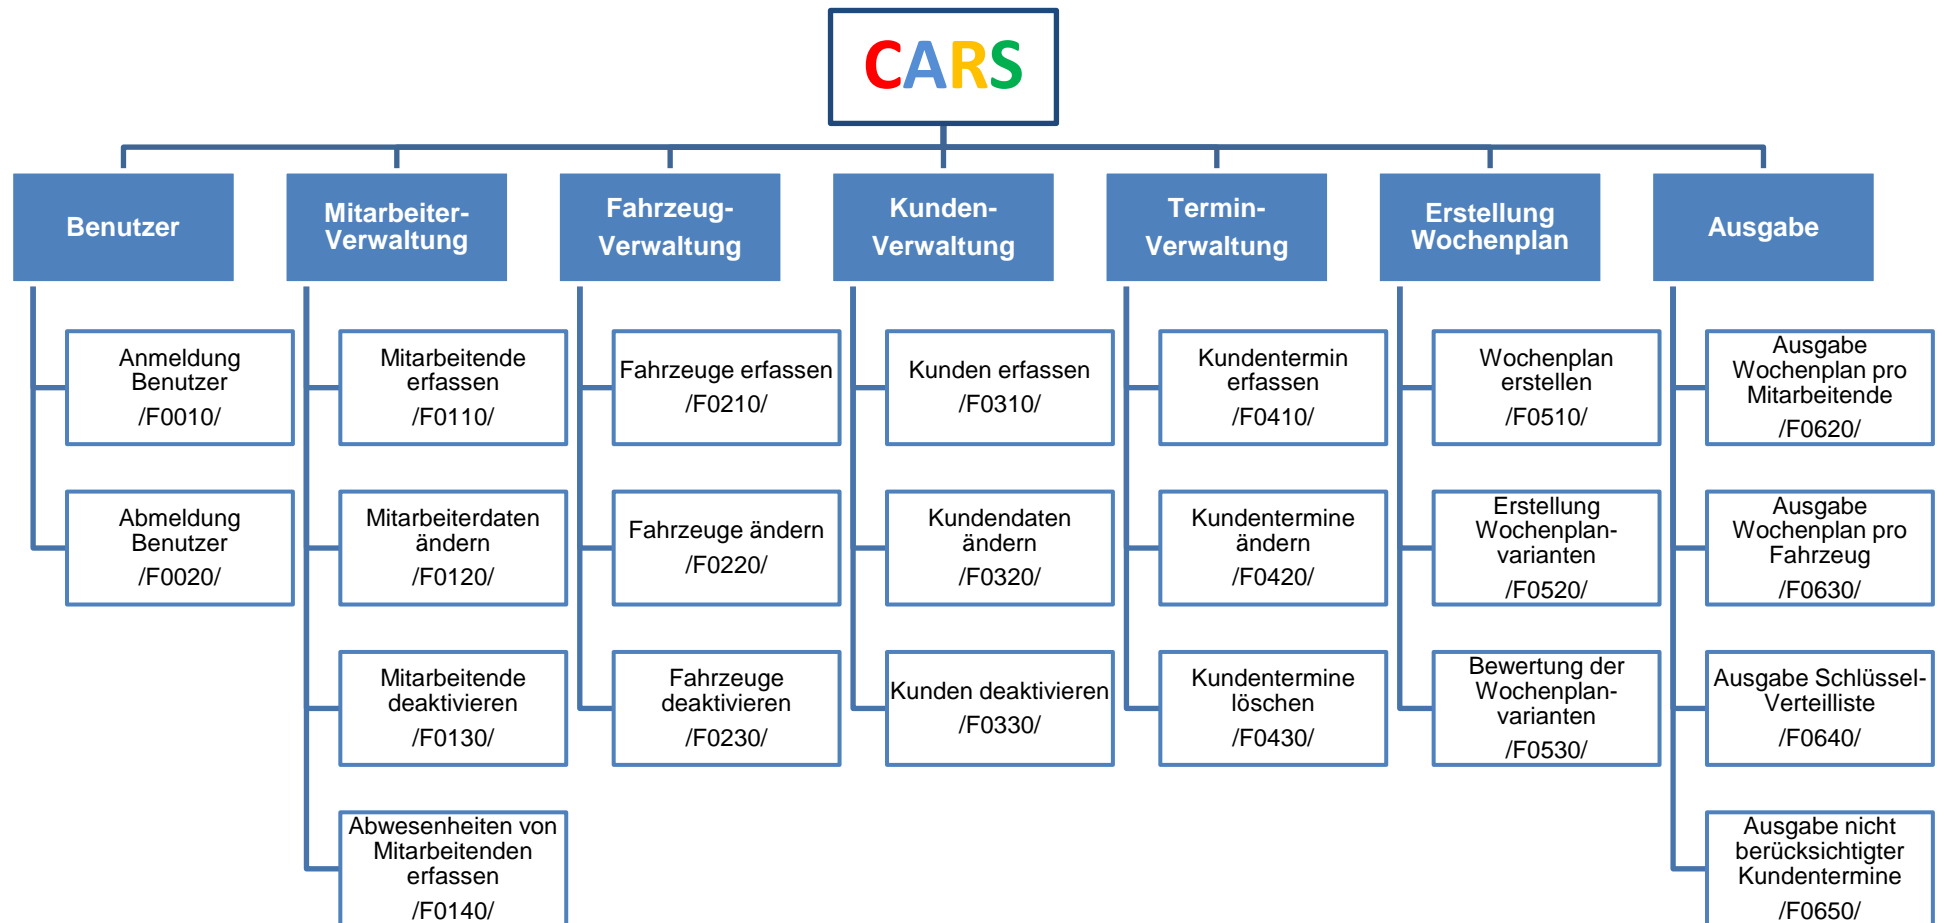 CARS
Benutzer
Mitarbeiter-
Verwaltung
Fahrzeug-
Verwaltung
Kunden-
Verwaltung
Termin-
Verwaltung
Erstellung
Wochenplan
Ausgabe
Anmeldung
Benutzer
/F0010/
Abmeldung
Benutzer
/F0020/
Mitarbeitende
erfassen
/F0110/
Mitarbeiterdaten
ändern
/F0120/
Mitarbeitende
deaktivieren
/F0130/
Abwesenheiten von
Mitarbeitenden
erfassen
/F0140/
Fahrzeuge erfassen
/F0210/
Fahrzeuge ändern
/F0220/
Fahrzeuge
deaktivieren
/F0230/
Kunden erfassen
/F0310/
Kundendaten
ändern
/F0320/
Kunden deaktivieren
/F0330/
Kundentermin
erfassen
/F0410/
Kundentermine
ändern
/F0420/
Kundentermine
löschen
/F0430/
Wochenplan
erstellen
/F0510/
Erstellung
Wochenplan-
varianten
/F0520/
Bewertung der
Wochenplan-
varianten
/F0530/
Ausgabe
Wochenplan pro
Mitarbeitende
/F0620/
Ausgabe
Wochenplan pro
Fahrzeug
/F0630/
Ausgabe Schlüssel-
Verteilliste
/F0640/
Ausgabe nicht
berücksichtigter
Kundentermine
/F0650/